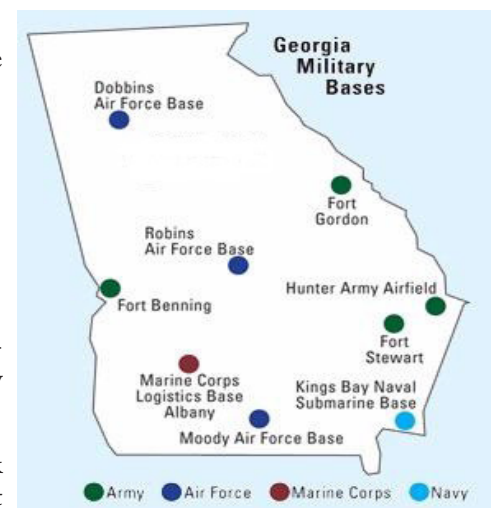 Georgia
Military
Bases
Dobbins
Air Force Base
Fort
Gordon
Robins
Air Force Base
Hunter Army Airfield
Fort Benning
Fort
Stewart
Marine Corps
Logistics Base
Albany
Kings Bay Naval
Submarine Base
Moody Air Force Base
Army Air Force Marine Corps Navy